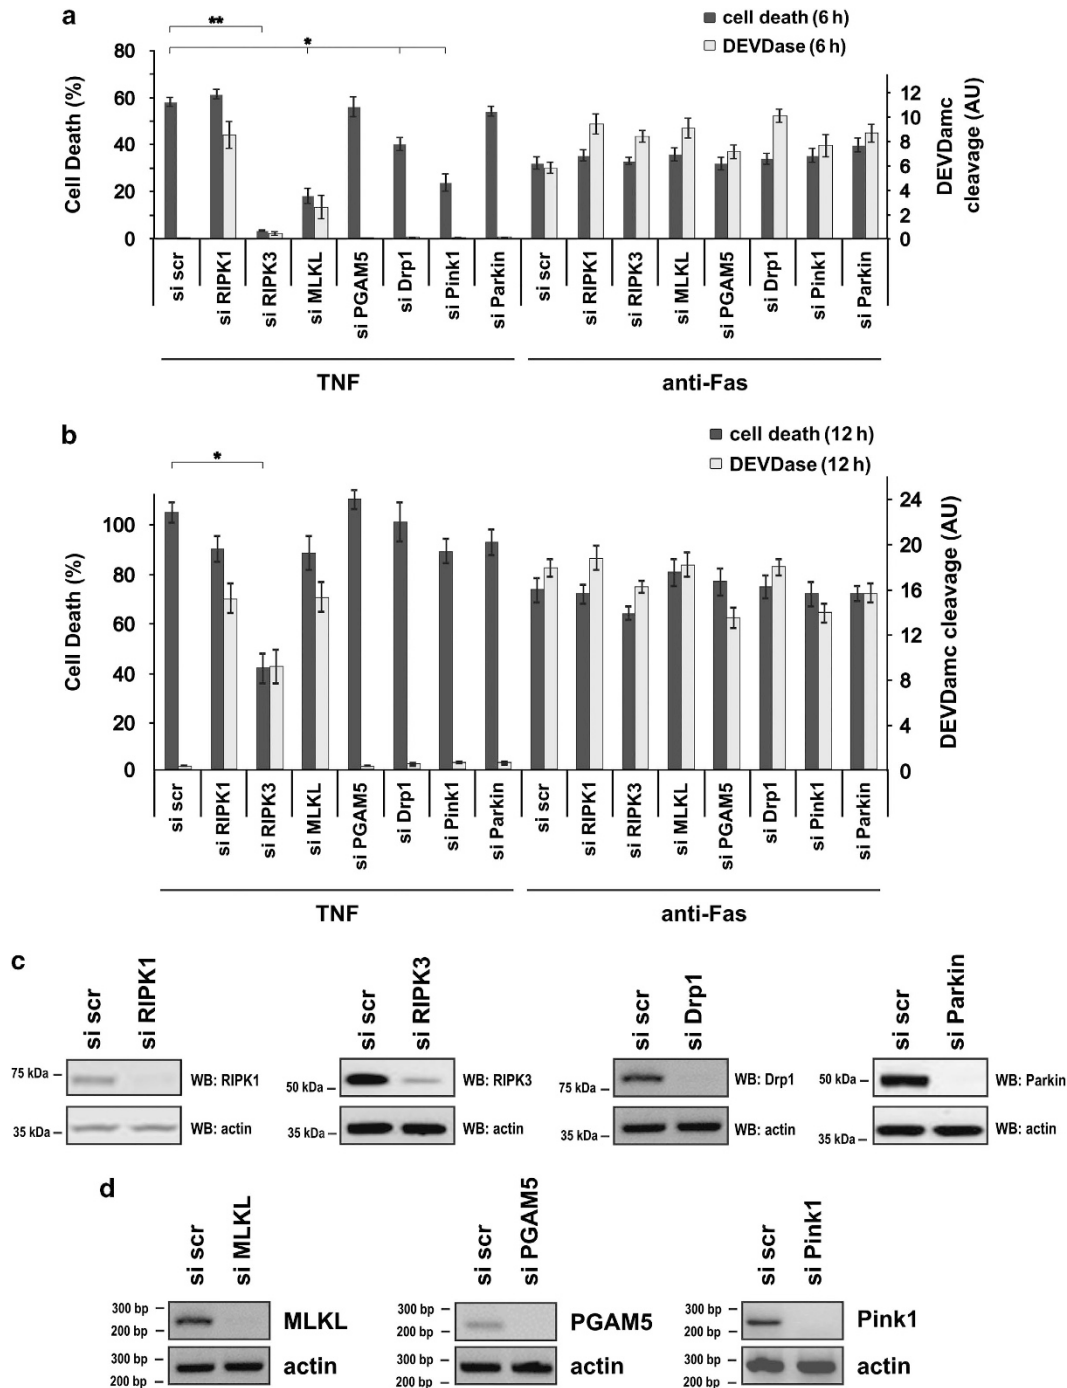 a
cell death (6 h)
DEVDase (6 h)
**
*
Cell Death (%)
80
60
40
20
0
DEVDamc cleavage (AU)
12
10
8
6
4
2
0
si scr
si RIPK1
si RIPK3
si MLKL
si PGAM5
si Drp1
si Pink1
si Parkin
si scr
si RIPK1
si RIPK3
si MLKL
si PGAM5
si Drp1
si Pink1
si Parkin
TNF
anti-Fas
b
cell death (12 h)
DEVDase (12 h)
*
Cell Death (%)
100
80
60
40
20
0
DEVDamc cleavage (AU)
24
20
16
12
8
4
0
si scr
si RIPK1
si RIPK3
si MLKL
si PGAM5
si Drp1
si Pink1
si Parkin
si scr
si RIPK1
si RIPK3
si MLKL
si PGAM5
si Drp1
si Pink1
si Parkin
TNF
anti-Fas
c
si scr
si RIPK1
75 kDa
WB: RIPK1
35 kDa
WB: actin
si scr
si RIPK3
50 kDa
WB: RIPK3
35 kDa
WB: actin
si scr
si Drp1
75 kDa
WB: Drp1
35 kDa
WB: actin
si scr
si Parkin
50 kDa
WB: Parkin
35 kDa
WB: actin
d
si scr
si MLKL
300 bp
200 bp
MLKL
300 bp
200 bp
actin
si scr
si PGAM5
300 bp
200 bp
PGAM5
300 bp
200 bp
actin
si scr
si Pink1
300 bp
200 bp
Pink1
300 bp
200 bp
actin